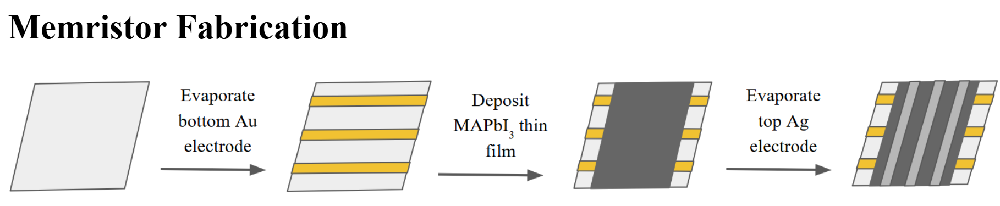 Memristor Fabrication
Evaporate
bottom Au
electrode
Deposit
MAPbI₃ thin
film
Evaporate
top Ag
electrode